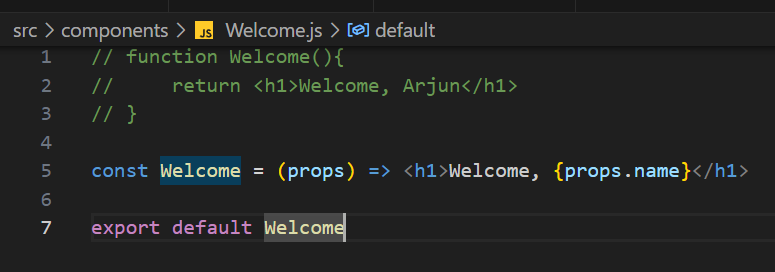 src > components > JS Welcome.js > default
1 // function Welcome(){
2 //     return <h1>Welcome, Arjun</h1>
3 // }
4
5 const Welcome = (props) => <h1>Welcome, {props.name}</h1>
6
7 export default Welcome